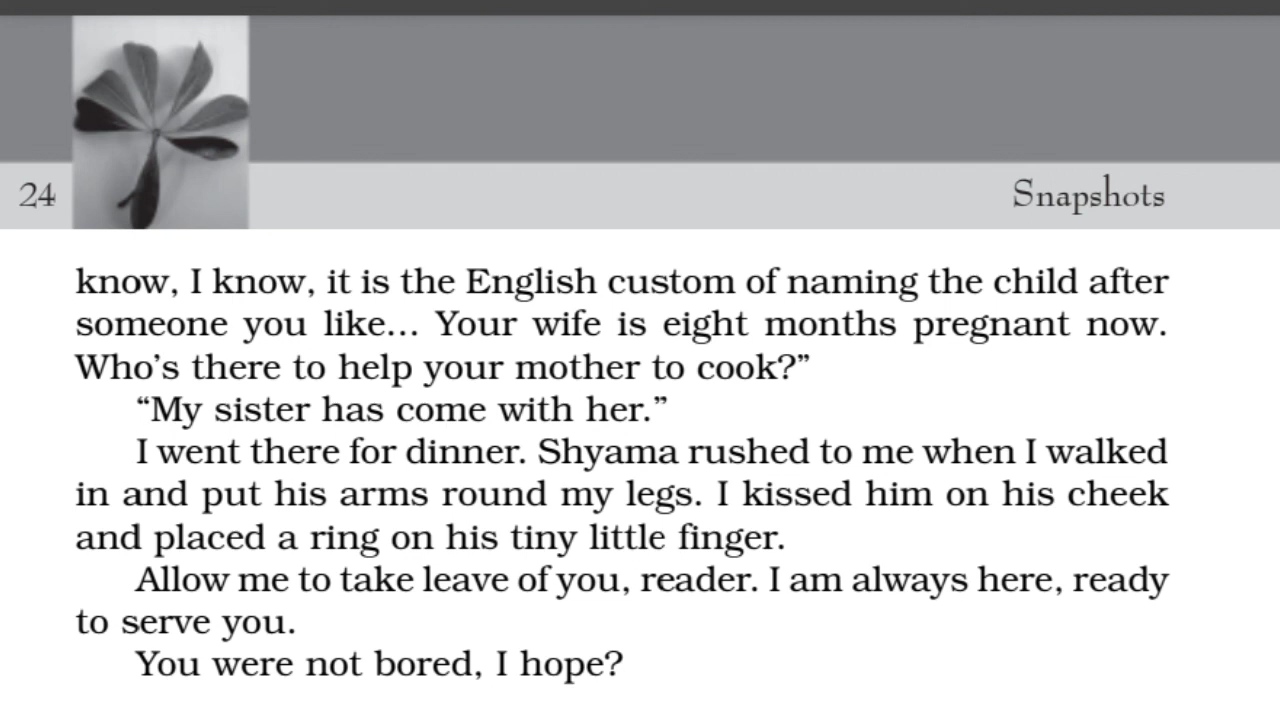 24
Snapshots
know, I know, it is the English custom of naming the child after
someone you like... Your wife is eight months pregnant now.
Who’s there to help your mother to cook?”
“My sister has come with her.”
I went there for dinner. Shyama rushed to me when I walked
in and put his arms round my legs. I kissed him on his cheek
and placed a ring on his tiny little finger.
Allow me to take leave of you, reader. I am always here, ready
to serve you.
You were not bored, I hope?